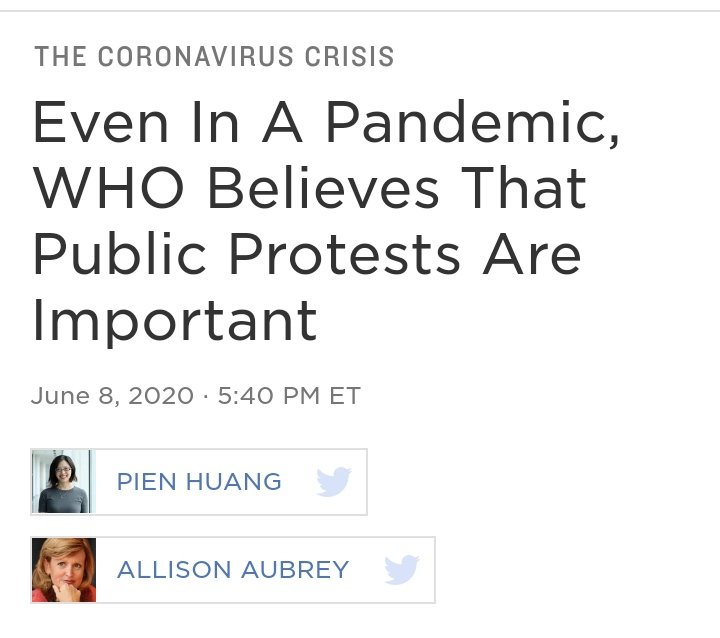 THE CORONAVIRUS CRISIS
Even In A Pandemic,
WHO Believes That
Public Protests Are
Important
June 8, 2020 · 5:40 PM ET
PIEN HUANG
ALLISON AUBREY